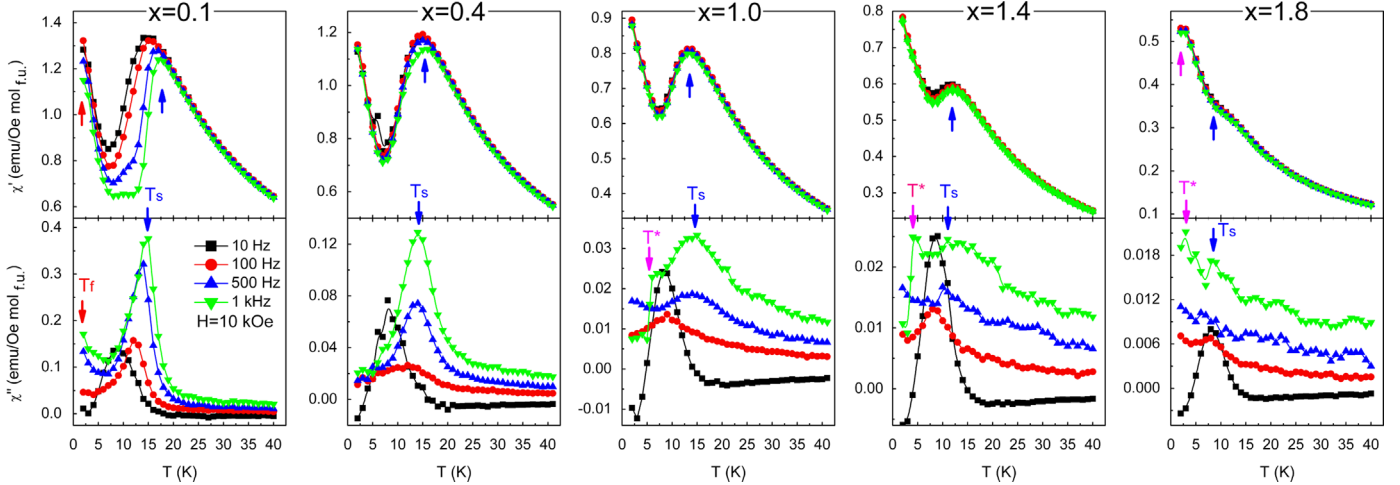 x=0.1
x=0.4
x=1.0
x=1.4
x=1.8
χ' (emu/Oe mol f.u.)
1.4
1.2
1.0
0.8
0.6
1.2
1.0
0.8
0.6
0.9
0.8
0.7
0.6
0.5
0.4
0.8
0.7
0.6
0.5
0.4
0.3
0.5
0.4
0.3
0.2
0.1
χ'' (emu/Oe mol f.u.)
0.4
0.3
0.2
0.1
0.0
Tf
Ts
10 Hz
100 Hz
500 Hz
1 kHz
H=10 kOe
0.12
0.08
0.04
0.00
Ts
0.03
0.02
0.01
0.00
-0.01
T*
Ts
0.02
0.01
0.00
T*
Ts
0.018
0.012
0.006
0.000
T*
Ts
0 5 10 15 20 25 30 35 40
0 5 10 15 20 25 30 35 40
0 5 10 15 20 25 30 35 40
0 5 10 15 20 25 30 35 40
0 5 10 15 20 25 30 35 40
T (K)
T (K)
T (K)
T (K)
T (K)